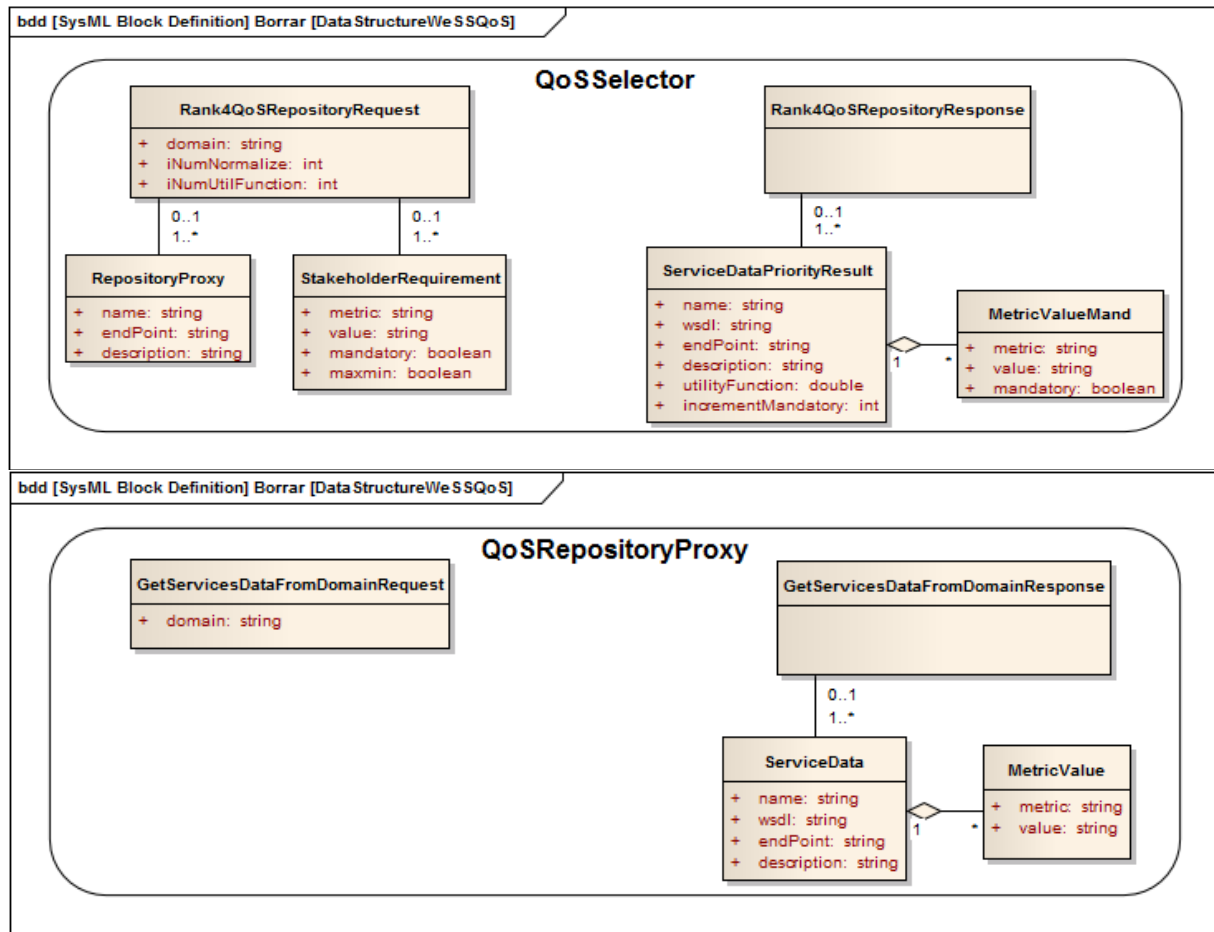 bdd [SysML Block Definition] Borrar [DataStructureWeSSQoS]
QoSSelector
Rank4QoSRepositoryRequest
+ domain: string
+ iNumNormalize: int
+ iNumUtilFunction: int
0..1
1..*
0..1
1..*
RepositoryProxy
+ name: string
+ endPoint: string
+ description: string
StakeholderRequirement
+ metric: string
+ value: string
+ mandatory: boolean
+ maxmin: boolean
Rank4QoSRepositoryResponse
0..1
1..*
ServiceDataPriorityResult
+ name: string
+ wsdl: string
+ endPoint: string
+ description: string
+ utilityFunction: double
+ incrementMandatory: int
1
*
MetricValueMand
+ metric: string
+ value: string
+ mandatory: boolean
bdd [SysML Block Definition] Borrar [DataStructureWeSSQoS]
QoSRepositoryProxy
GetServicesDataFromDomainRequest
+ domain: string
GetServicesDataFromDomainResponse
0..1
1..*
ServiceData
+ name: string
+ wsdl: string
+ endPoint: string
+ description: string
1
*
MetricValue
+ metric: string
+ value: string